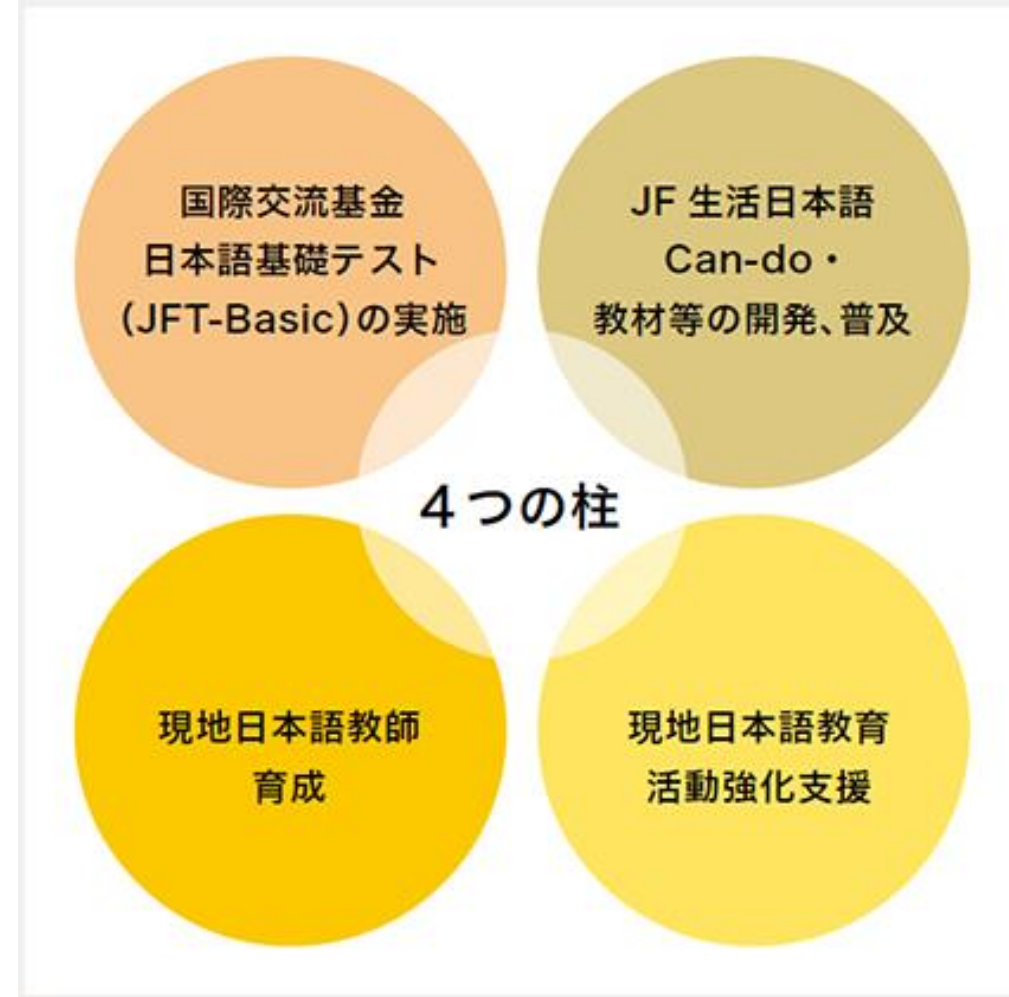 国際交流基金
日本語基礎テスト
(JFT-Basic)の実施
JF 生活日本語
Can-do・
教材等の開発、普及
４つの柱
現地日本語教師
育成
現地日本語教育
活動強化支援